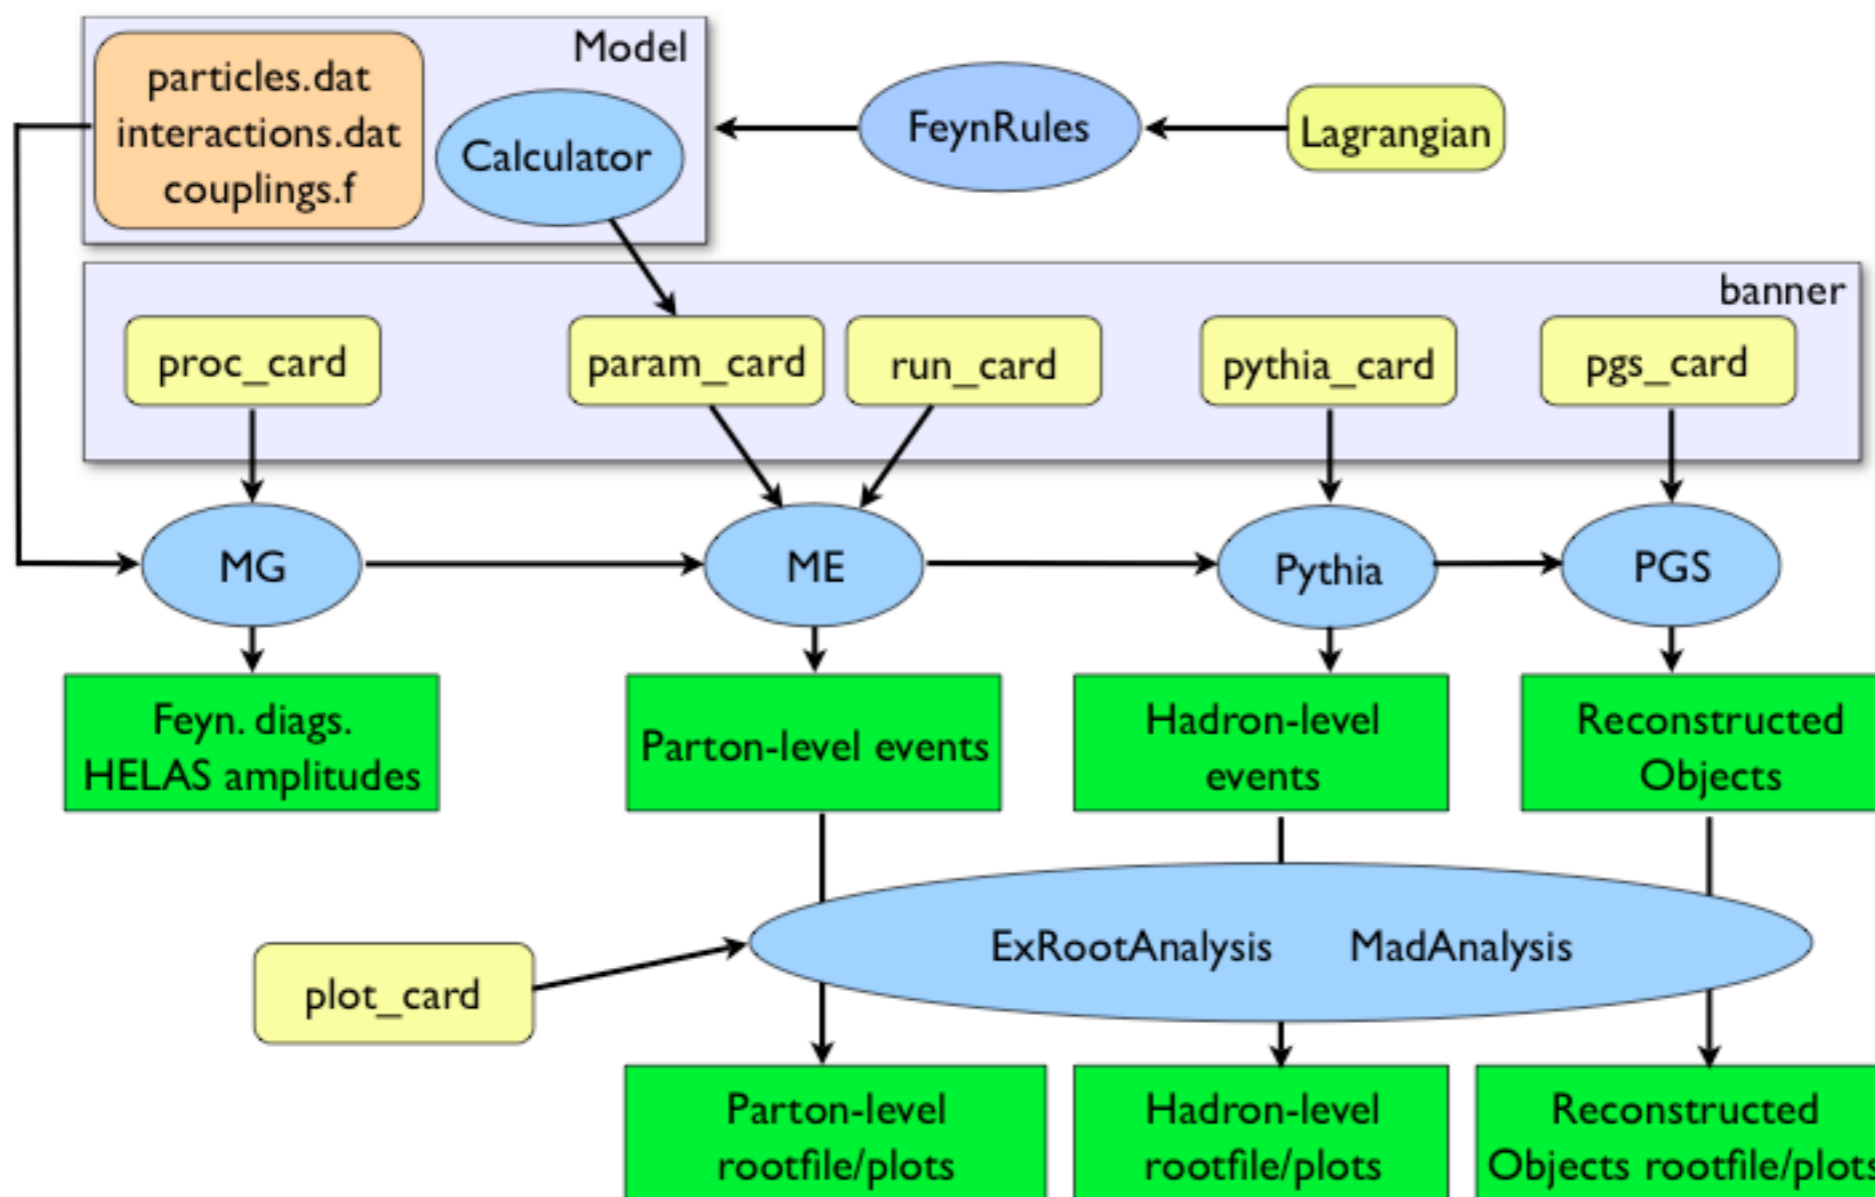 Model
particles.dat
interactions.dat
couplings.f
Calculator
FeynRules
Lagrangian
banner
proc_card
param_card
run_card
pythia_card
pgs_card
MG
ME
Pythia
PGS
Feyn. diags.
HELAS amplitudes
Parton-level events
Hadron-level
events
Reconstructed
Objects
ExRootAnalysis
MadAnalysis
plot_card
Parton-level
rootfile/plots
Hadron-level
rootfile/plots
Reconstructed
Objects rootfile/plots